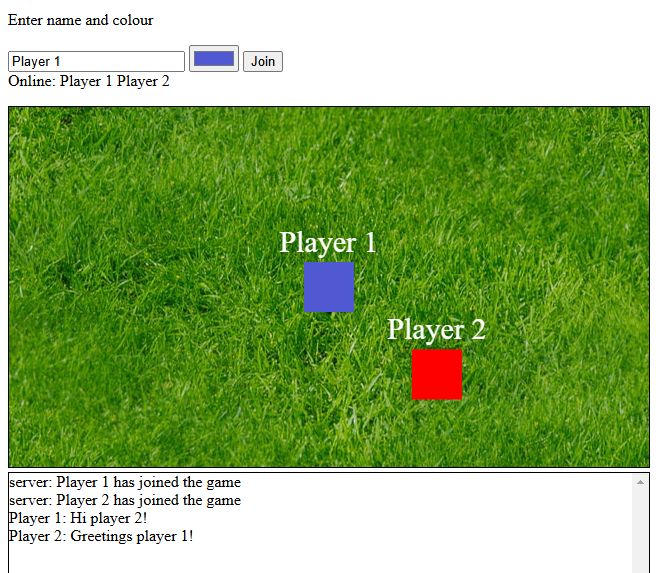 Enter name and colour
Player 1 Join
Online: Player 1 Player 2
Player 1
Player 2
server: Player 1 has joined the game
server: Player 2 has joined the game
Player 1: Hi player 2!
Player 2: Greetings player 1!